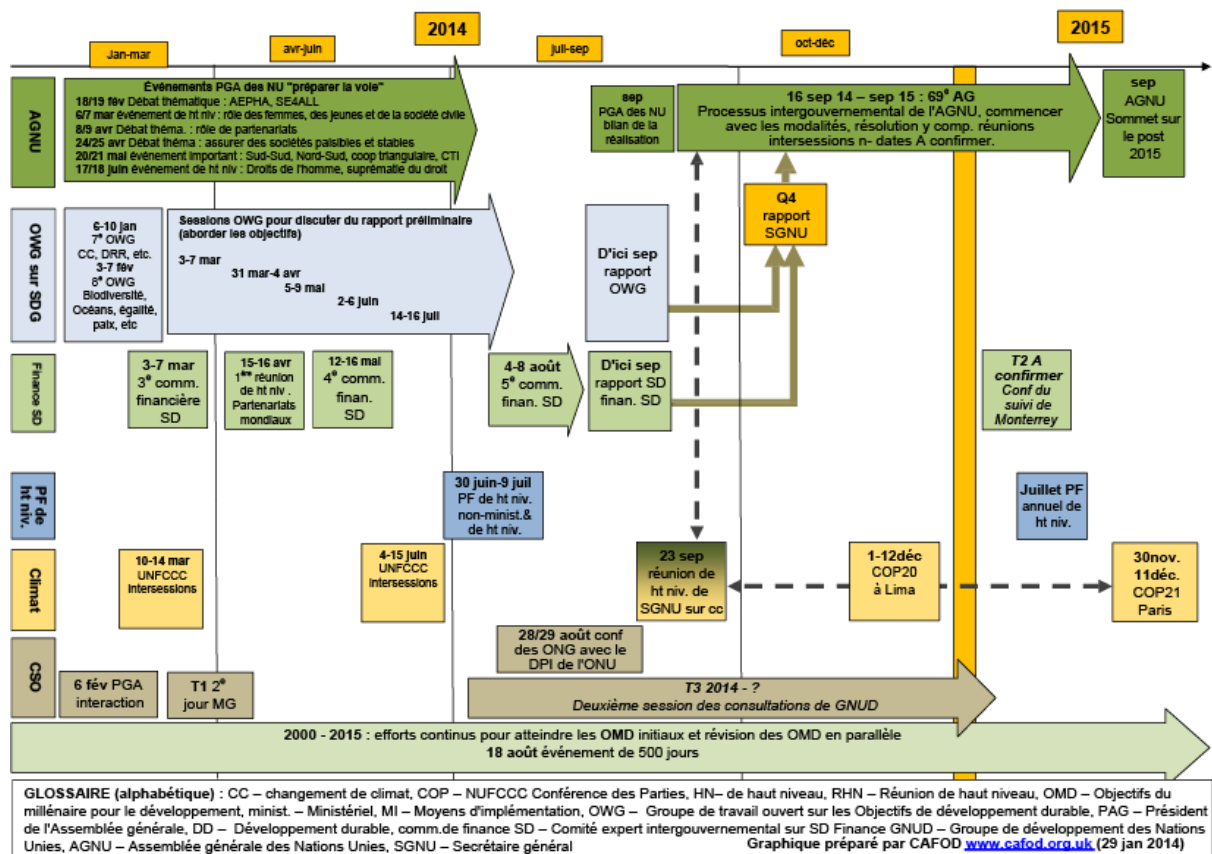 2014
2015
Jan-mar
avr-juin
juil-sep
oct-déc
AGNU
Événements PGA des NU "préparer la voie"
18/19 fév Débat thématique : AEPHA, SE4ALL
6/7 mar événement de ht niv : rôle des femmes, des jeunes et de la société civile
8/9 avr Débat théma. : rôle de partenariats
24/25 avr Débat théma : assurer des sociétés paisibles et stables
20/21 mai événement important : Sud-Sud, Nord-Sud, coop triangulaire, CTI
17/18 juin événement de ht niv : Droits de l'homme, suprématie du droit
sep
PGA des NU
bilan de la
réalisation
16 sep 14 – sep 15 : 69e AG
Processus intergouvernemental de l'AGNU, commencer
avec les modalités, résolution y comp. réunions
intersessions n- dates A confirmer.
sep
AGNU
Sommet sur
le post
2015
OWG sur SDG
6-10 jan
7e OWG
CC, DRR, etc.
3-7 fév
8e OWG
Biodiversité,
Océans, égalité,
paix, etc
Sessions OWG pour discuter du rapport préliminaire
(aborder les objectifs)
3-7 mar
31 mar-4 avr
5-9 mai
2-6 juin
14-16 juil
D'ici sep
rapport
OWG
Q4
rapport
SGNU
Finance SD
3-7 mar
3e comm.
financière
SD
15-16 avr
1ère réunion
de ht niv .
Partenariats
mondiaux
12-16 mai
4e comm.
finan. SD
4-8 août
5e comm.
finan. SD
D'ici sep
rapport SD
finan. SD
T2 A
confirmer
Conf du
suivi de
Monterrey
PF de
ht niv.
30 juin-9 juil
PF de ht niv.
non-minist.&
de ht niv.
Juillet PF
annuel de
ht niv.
Climat
10-14 mar
UNFCCC
Intersessions
4-15 juin
UNFCCC
Intersessions
23 sep
réunion de
ht niv. de
SGNU sur cc
1-12déc
COP20
à Lima
30nov.
11déc.
COP21
Paris
CSO
6 fév PGA
interaction
T1 2e
jour MG
28/29 août conf
des ONG avec le
DPI de l'ONU
T3 2014 - ?
Deuxième session des consultations de GNUD
2000 - 2015 : efforts continus pour atteindre les OMD initiaux et révision des OMD en parallèle
18 août événement de 500 jours
GLOSSAIRE (alphabétique) : CC – changement de climat, COP – NUFCCC Conférence des Parties, HN– de haut niveau, RHN – Réunion de haut niveau, OMD – Objectifs du
millénaire pour le développement, minist. – Ministériel, MI – Moyens d'implémentation, OWG – Groupe de travail ouvert sur les Objectifs de développement durable, PAG – Président
de l'Assemblée générale, DD – Développement durable, comm.de finance SD – Comité expert intergouvernemental sur SD Finance GNUD – Groupe de développement des Nations
Unies, AGNU – Assemblée générale des Nations Unies, SGNU – Secrétaire général
Graphique préparé par CAFOD www.cafod.org.uk (29 jan 2014)